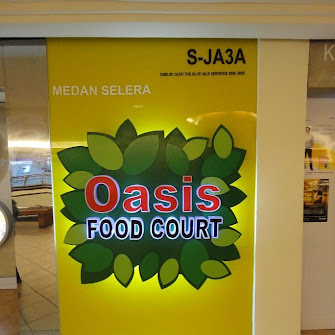 S-JA3A
MEDAN SELERA
Oasis
FOOD COURT
K